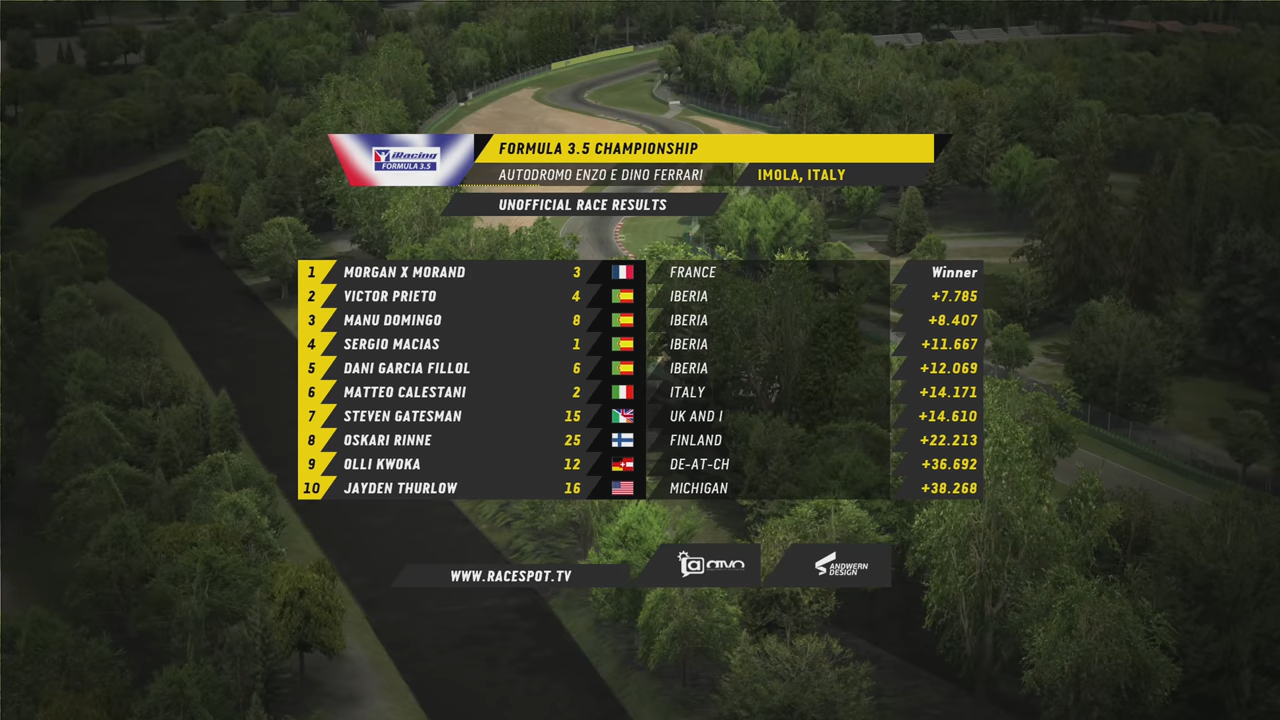 iRacing
FORMULA 3.5
FORMULA 3.5 CHAMPIONSHIP
AUTODROMO ENZO E DINO FERRARI IMOLA, ITALY
UNOFFICIAL RACE RESULTS
1 MORGAN X MORAND 3 FRANCE Winner
2 VICTOR PRIETO 4 IBERIA +7.785
3 MANU DOMINGO 8 IBERIA +8.407
4 SERGIO MACIAS 1 IBERIA +11.667
5 DANI GARCIA FILLOL 6 IBERIA +12.069
6 MATTEO CALESTANI 2 ITALY +14.171
7 STEVEN GATESMAN 15 UK AND I +14.610
8 OSKARI RINNE 25 FINLAND +22.213
9 OLLI KWOKA 12 DE-AT-CH +36.692
10 JAYDEN THURLOW 16 MICHIGAN +38.268
WWW.RACESPOT.TV
ATVO
ANDWERN
DESIGN